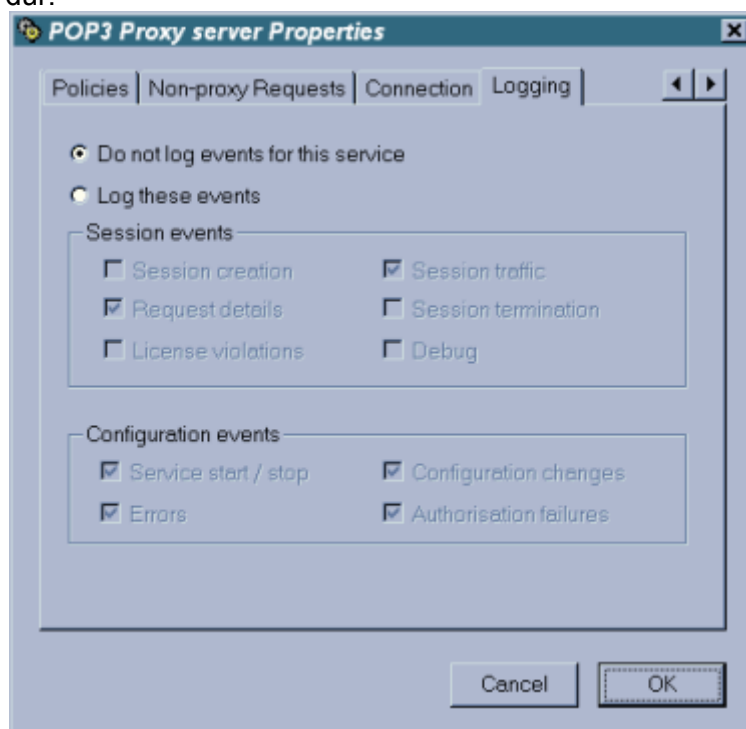 dür.
POP3 Proxy server Properties
Policies Non-proxy Requests Connection Logging
Do not log events for this service
Log these events
Session events
Session creation Session traffic
Request details Session termination
License violations Debug
Configuration events
Service start / stop Configuration changes
Errors Authorisation failures
Cancel OK